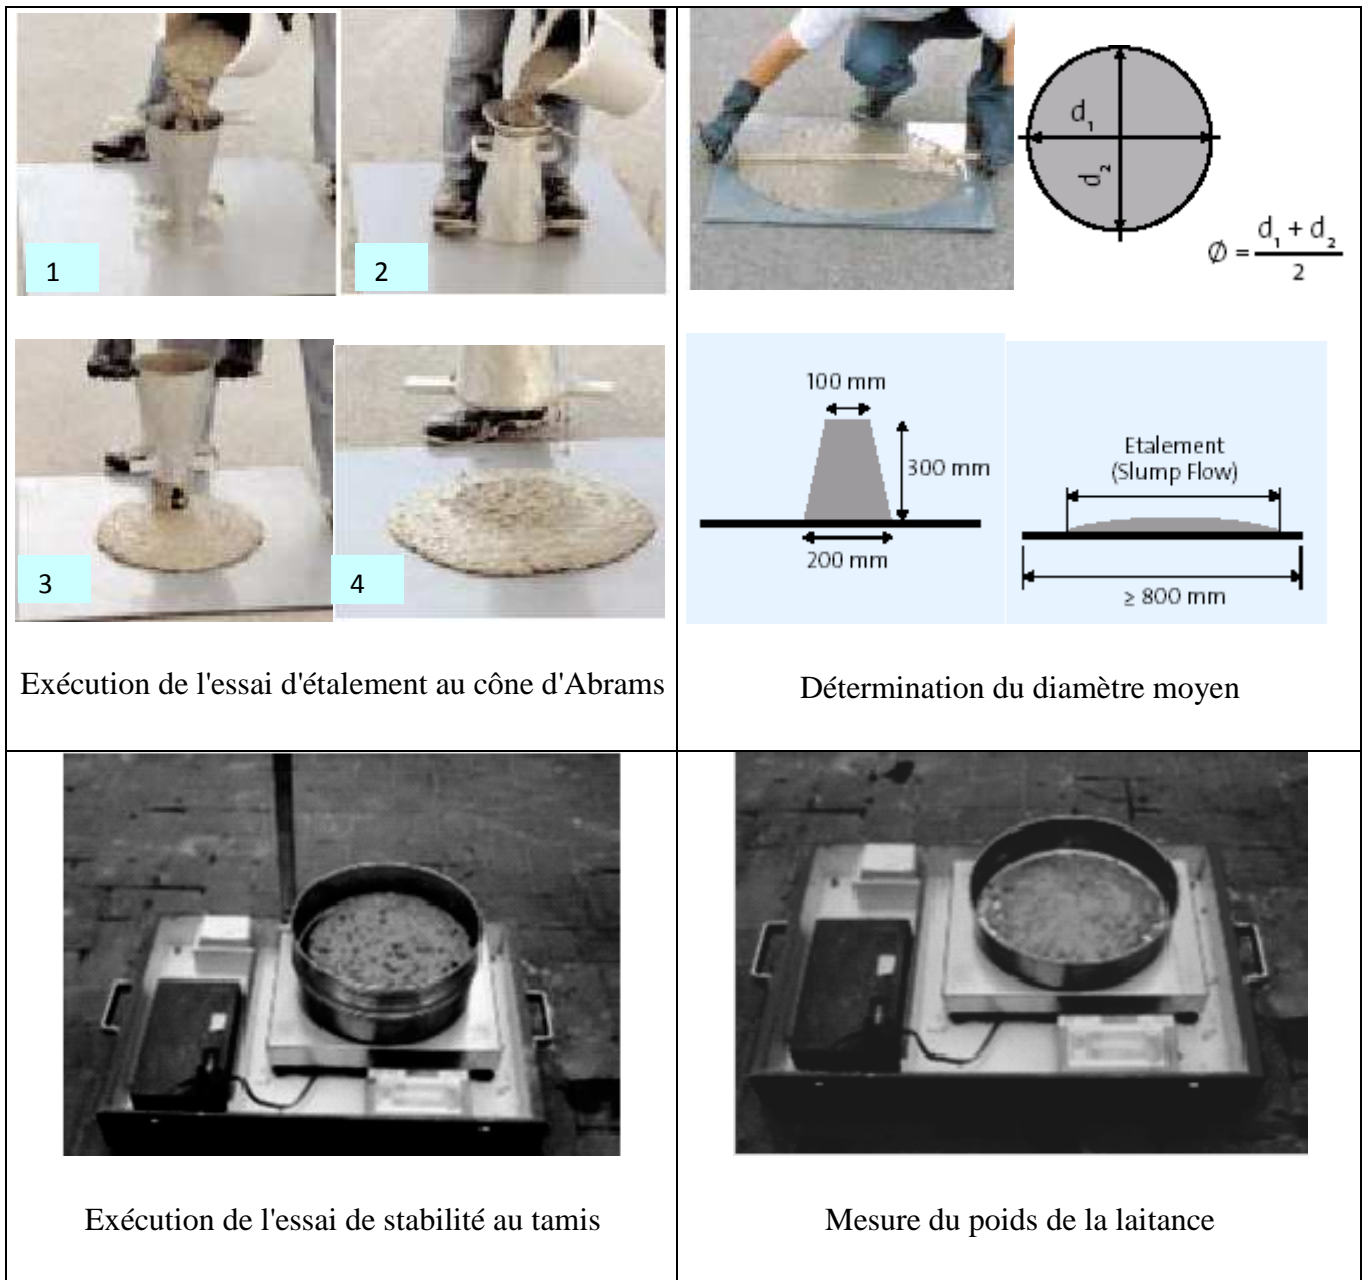 1
2
d₁
d₂
Ø = (d₁ + d₂) / 2
3
4
100 mm
300 mm
200 mm
Etalement
(Slump Flow)
≥ 800 mm
Exécution de l'essai d'étalement au cône d'Abrams
Détermination du diamètre moyen
Exécution de l'essai de stabilité au tamis
Mesure du poids de la laitance